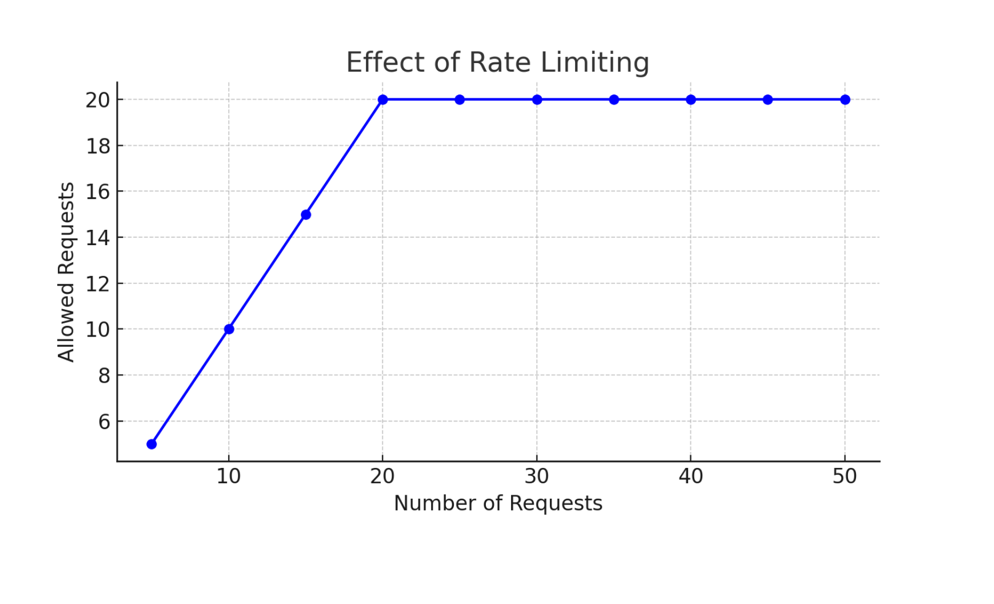 Effect of Rate Limiting
Allowed Requests
20
18
16
14
12
10
8
6
10 20 30 40 50
Number of Requests